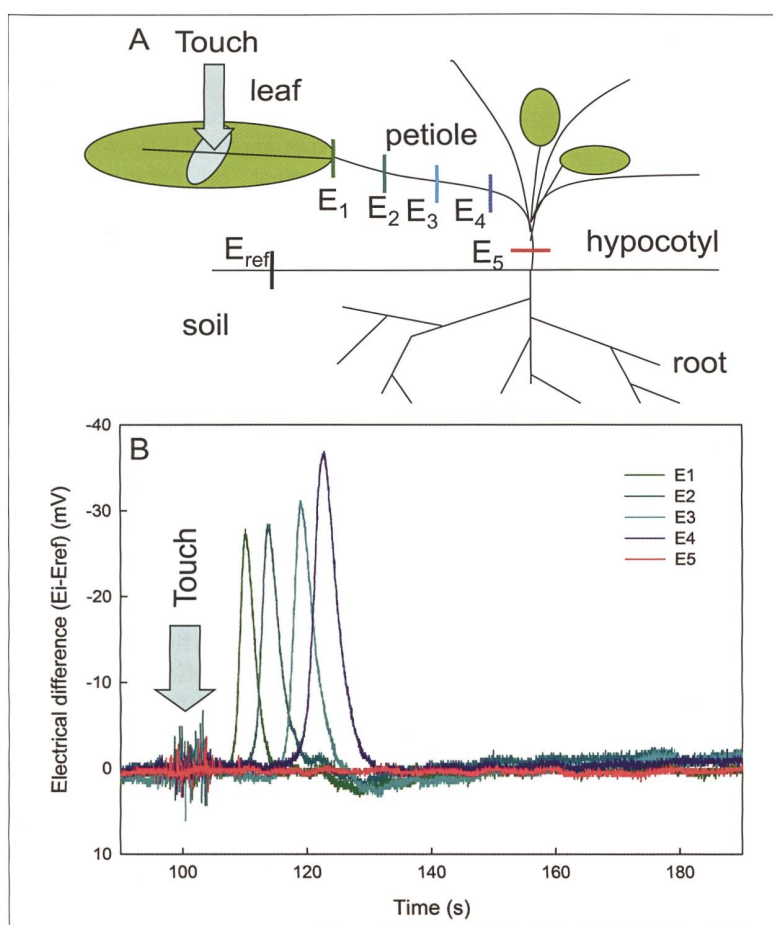 A
Touch
leaf
petiole
E1
E2
E3
E4
Eref
E5
hypocotyl
soil
root
B
Touch
Electrical difference (Ei-Eref) (mV)
-40
-30
-20
-10
0
10
E1
E2
E3
E4
E5
100
120
140
160
180
Time (s)